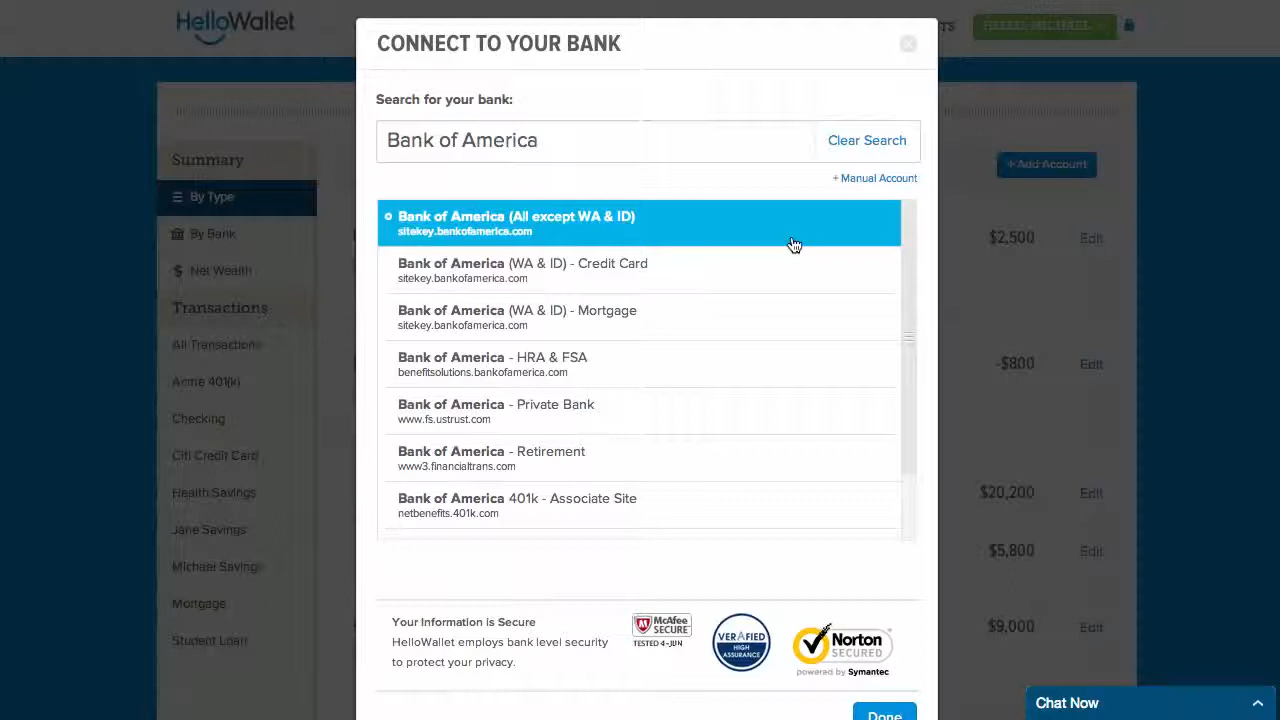 HelloWallet
CONNECT TO YOUR BANK
Search for your bank:
Bank of America
Clear Search
+ Manual Account
Bank of America (All except WA & ID)
sitekey.bankofamerica.com
Bank of America (WA & ID) - Credit Card
sitekey.bankofamerica.com
Bank of America (WA & ID) - Mortgage
sitekey.bankofamerica.com
Bank of America - HRA & FSA
benefitsolutions.bankofamerica.com
Bank of America - Private Bank
www.fs.ustrust.com
Bank of America - Retirement
www3.financialtrans.com
Bank of America 401k - Associate Site
netbenefits.401k.com
Your Information is Secure
HelloWallet employs bank level security
to protect your privacy.
McAfee
SECURE
TESTED 4-JUN
VERIFIED
HIGH
ASSURANCE
Norton
SECURED
powered by Symantec
Done
Summary
By Type
By Bank
Net Wealth
Transactions
All Transactions
Acme 401(k)
Checking
Citi Credit Card
Health Savings
Jane Savings
Michael Savings
Mortgage
Student Loan
+ Add Account
$2,500 Edit
-$800 Edit
$20,200 Edit
$5,800 Edit
$9,000 Edit
Chat Now